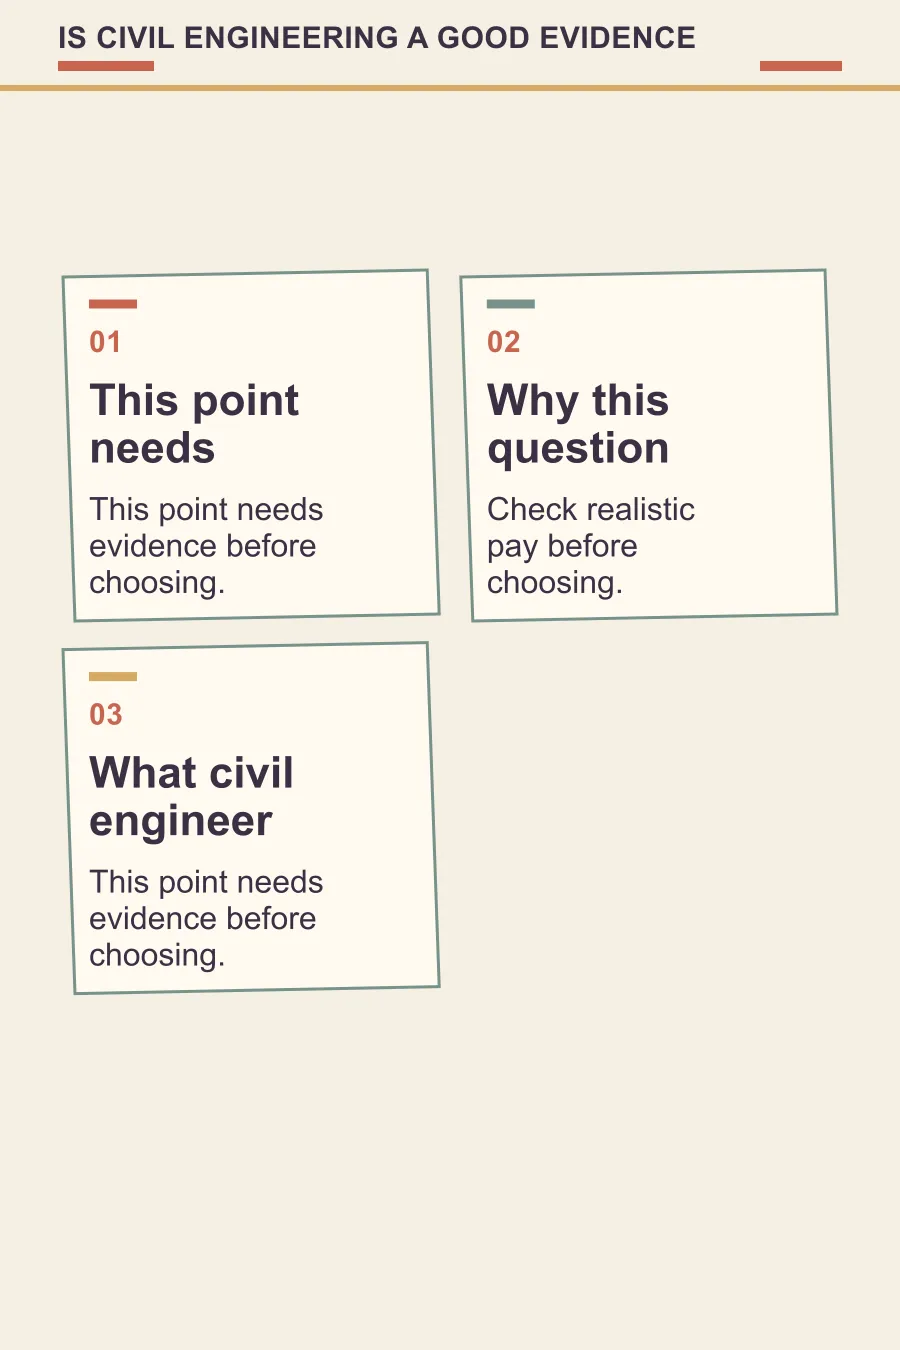 IS CIVIL ENGINEERING A GOOD EVIDENCE
01
This point
needs
This point needs
evidence before
choosing.
02
Why this
question
Check realistic
pay before
choosing.
03
What civil
engineer
This point needs
evidence before
choosing.